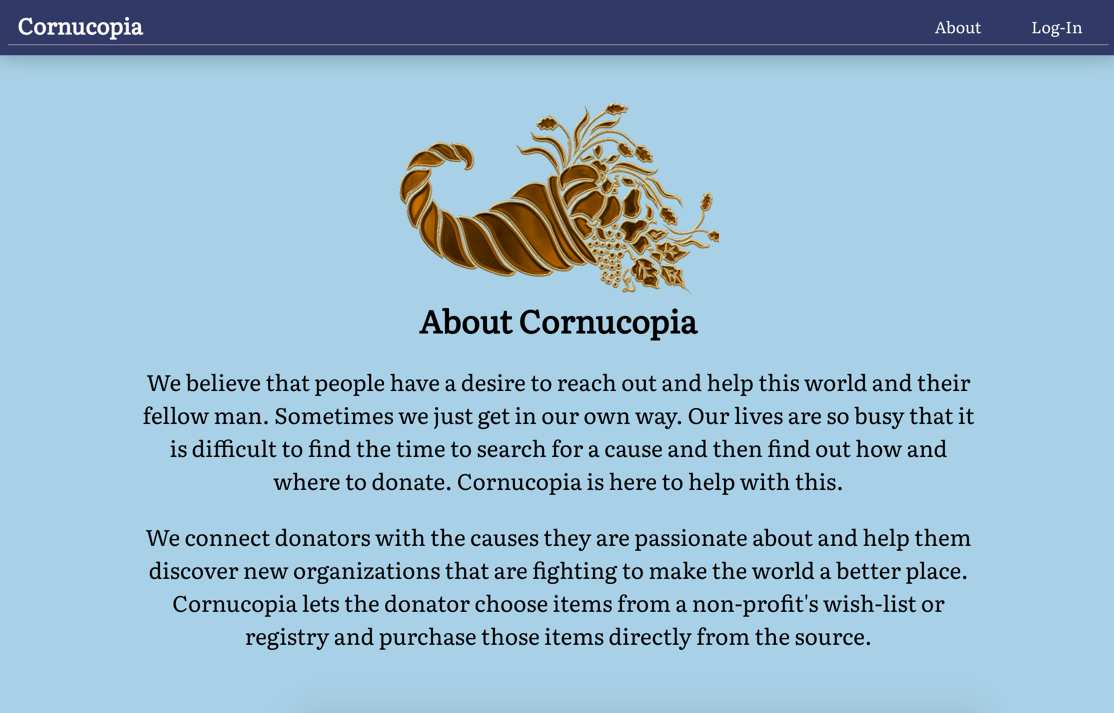 Cornucopia
About
Log-In
About Cornucopia
We believe that people have a desire to reach out and help this world and their
fellow man. Sometimes we just get in our own way. Our lives are so busy that it
is difficult to find the time to search for a cause and then find out how and
where to donate. Cornucopia is here to help with this.
We connect donators with the causes they are passionate about and help them
discover new organizations that are fighting to make the world a better place.
Cornucopia lets the donator choose items from a non-profit's wish-list or
registry and purchase those items directly from the source.